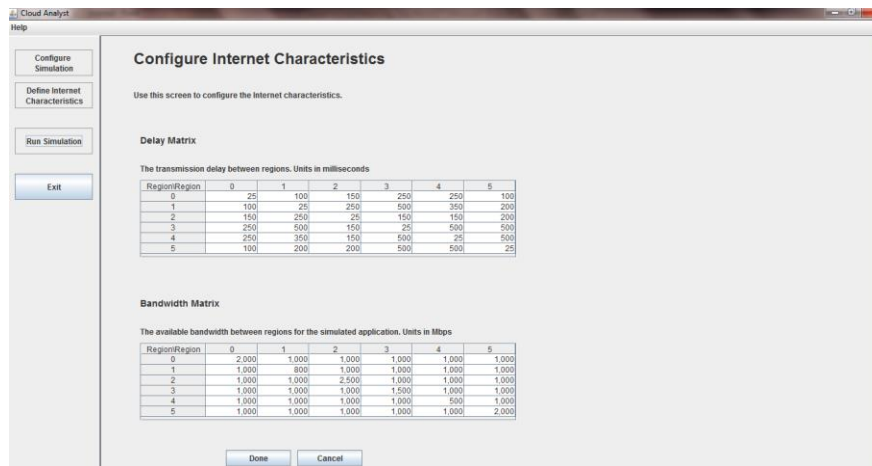 Cloud Analyst
Help
Configure
Simulation
Define Internet
Characteristics
Run Simulation
Exit
Configure Internet Characteristics
Use this screen to configure the Internet characteristics.
Delay Matrix
The transmission delay between regions. Units in milliseconds
Region\Region 0 1 2 3 4 5
0 25 100 150 250 250 100
1 100 25 250 500 350 200
2 150 250 25 150 150 200
3 250 500 150 25 500 500
4 250 350 150 500 25 500
5 100 200 200 500 500 25
Bandwidth Matrix
The available bandwidth between regions for the simulated application. Units in Mbps
Region\Region 0 1 2 3 4 5
0 2,000 1,000 1,000 1,000 1,000 1,000
1 1,000 800 1,000 1,000 1,000 1,000
2 1,000 1,000 2,500 1,000 1,000 1,000
3 1,000 1,000 1,000 1,500 1,000 1,000
4 1,000 1,000 1,000 1,000 500 1,000
5 1,000 1,000 1,000 1,000 1,000 2,000
Done Cancel